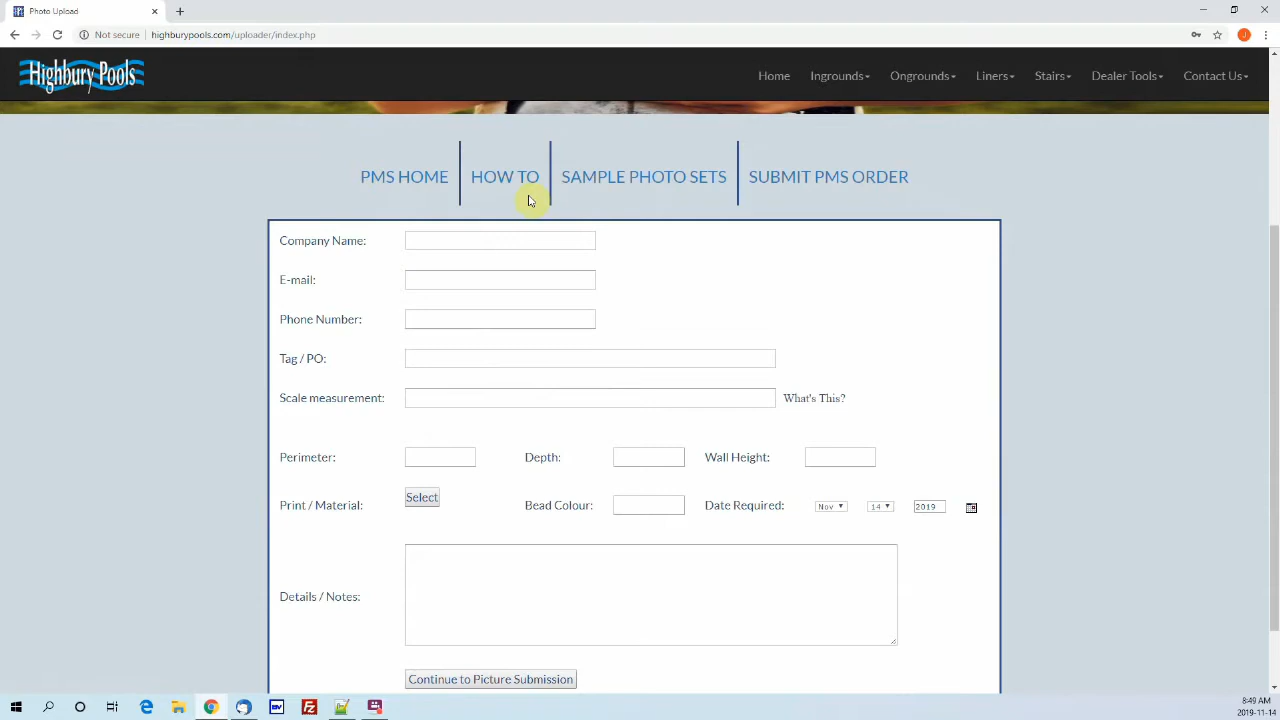 Photo Upload
Not secure highburypools.com/uploader/index.php
Highbury Pools Home Ingrounds Ongrounds Liners Stairs Dealer Tools Contact Us
PMS HOME HOW TO SAMPLE PHOTO SETS SUBMIT PMS ORDER
Company Name:
E-mail:
Phone Number:
Tag / PO:
Scale measurement: What's This?
Perimeter: Depth: Wall Height:
Print / Material: Select Bead Colour: Date Required: Nov 14 2019
Details / Notes:
Continue to Picture Submission
8:49 AM
2019-11-14